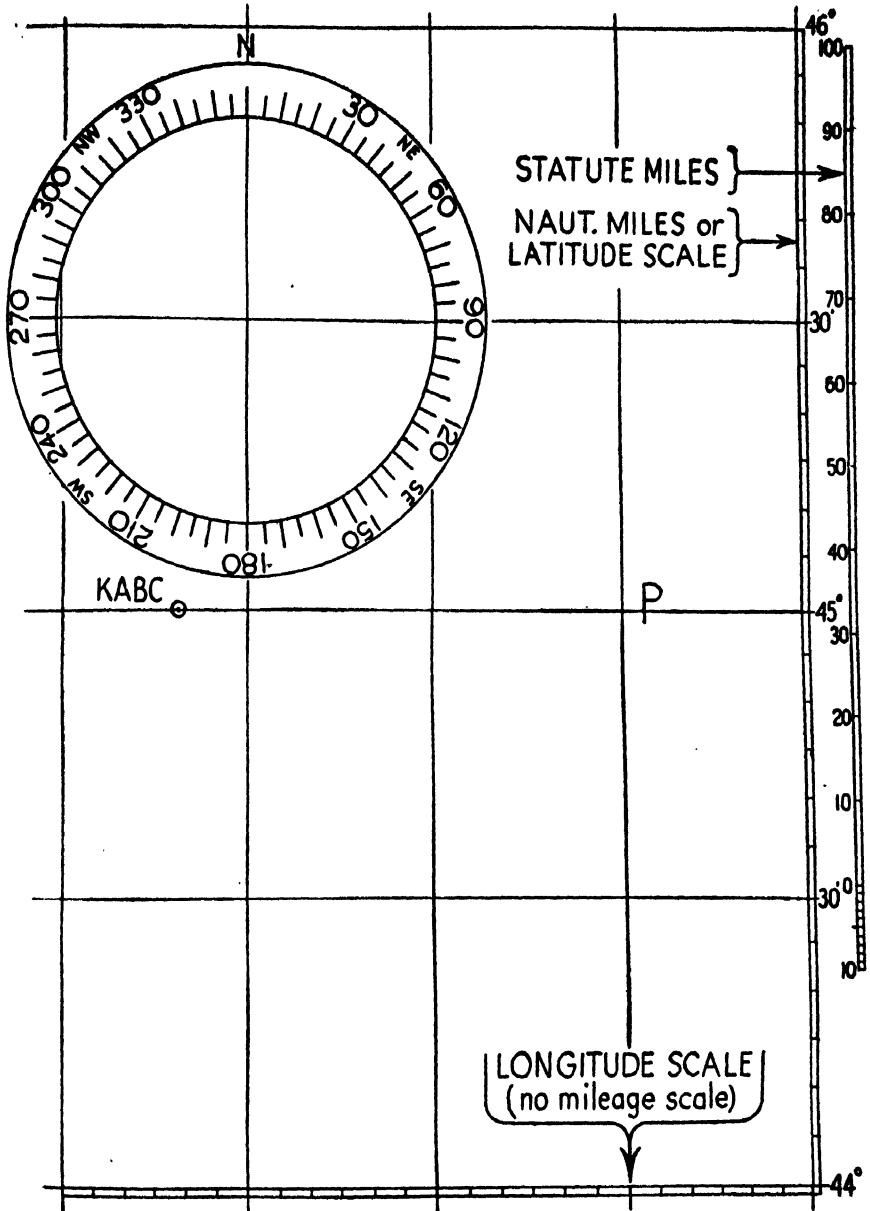 46°
100
N
330
30
90
NW
NE
STATUTE MILES
300
60
80
NAUT. MILES or
LATITUDE SCALE
70
270
90
30'
60
240
120
50
SW
SE
210
150
40
180
KABC
P
45°
30
20
10
0
30'
10
LONGITUDE SCALE
(no mileage scale)
44°